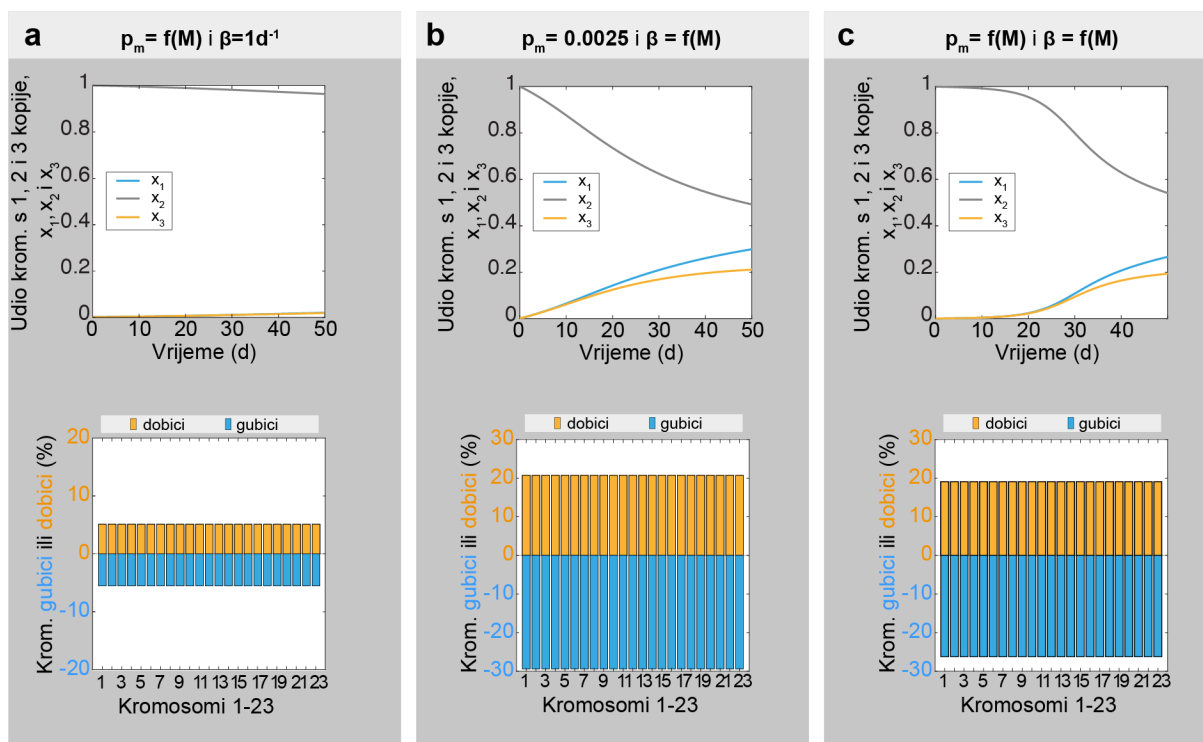 a
p_m= f(M) i β=1d⁻¹
Udio krom. s 1, 2 i 3 kopije,
x₁, x₂ i x₃
1
0.8
0.6
0.4
0.2
0
x₁
x₂
x₃
0 10 20 30 40 50
Vrijeme (d)
dobici gubici
Krom. gubici ili dobici (%)
20
10
0
-10
-20
1 3 5 7 9 11 13 15 17 19 21 23
Kromosomi 1-23
b
p_m= 0.0025 i β = f(M)
Udio krom. s 1, 2 i 3 kopije,
x₁, x₂ i x₃
1
0.8
0.6
0.4
0.2
0
x₁
x₂
x₃
0 10 20 30 40 50
Vrijeme (d)
dobici gubici
Krom. gubici ili dobici (%)
30
20
10
0
-10
-20
-30
1 3 5 7 9 11 13 15 17 19 21 23
Kromosomi 1-23
c
p_m= f(M) i β = f(M)
Udio krom. s 1, 2 i 3 kopije,
x₁, x₂ i x₃
1
0.8
0.6
0.4
0.2
0
x₁
x₂
x₃
0 10 20 30 40
Vrijeme (d)
dobici gubici
Krom. gubici ili dobici (%)
30
20
10
0
-10
-20
-30
1 3 5 7 9 11 13 15 17 19 21 23
Kromosomi 1-23